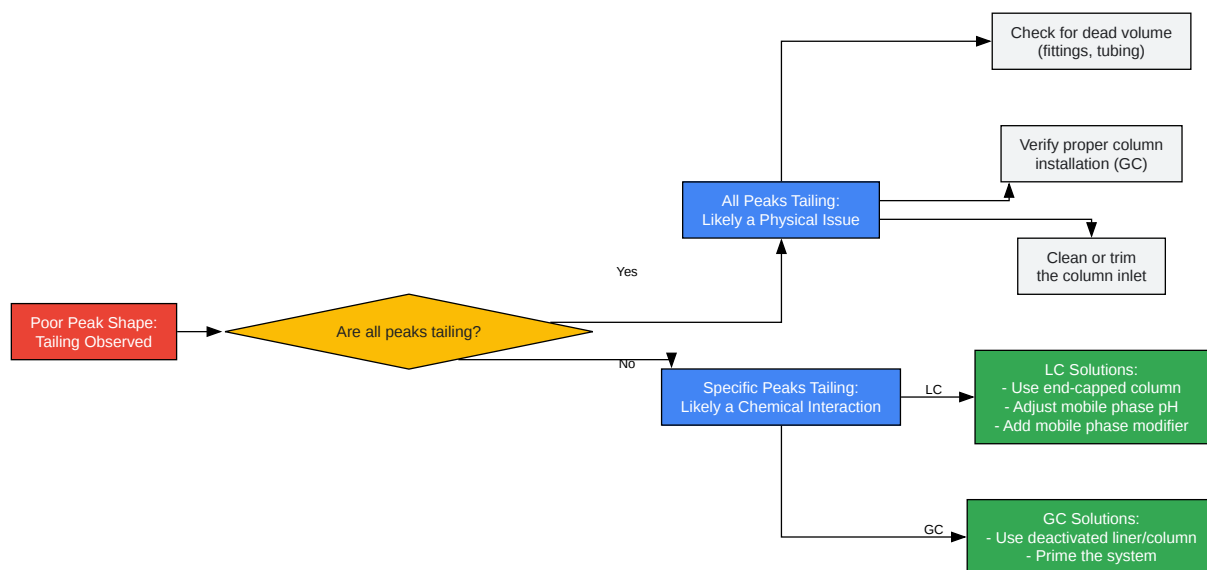 Check for dead volume
(fittings, tubing)
Verify proper column
installation (GC)
All Peaks Tailing:
Likely a Physical Issue
Clean or trim
the column inlet
Yes
Poor Peak Shape:
Tailing Observed
Are all peaks tailing?
No
Specific Peaks Tailing:
Likely a Chemical Interaction
LC
LC Solutions:
- Use end-capped column
- Adjust mobile phase pH
- Add mobile phase modifier
GC
GC Solutions:
- Use deactivated liner/column
- Prime the system